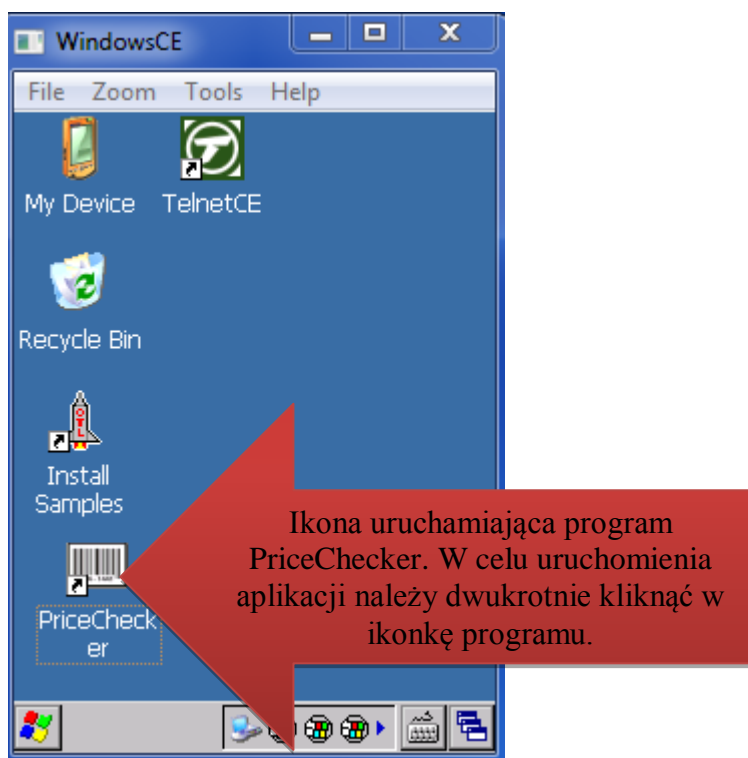 WindowsCE
File Zoom Tools Help
My Device TelnetCE
Recycle Bin
OTL
Install
Samples
PriceCheck
er
Ikona uruchamiająca program
PriceChecker. W celu uruchomienia
aplikacji należy dwukrotnie kliknąć w
ikonkę programu.